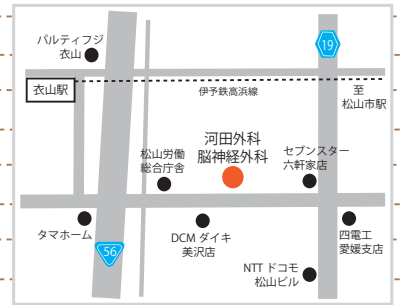 パルティフジ
衣山
19
衣山駅
伊予鉄高浜線
至
松山市駅
河田外科
脳神経外科
松山労働
総合庁舎
セブンスター
六軒家店
タマホーム
DCM ダイキ
美沢店
四電工
愛媛支店
56
NTT ドコモ
松山ビル